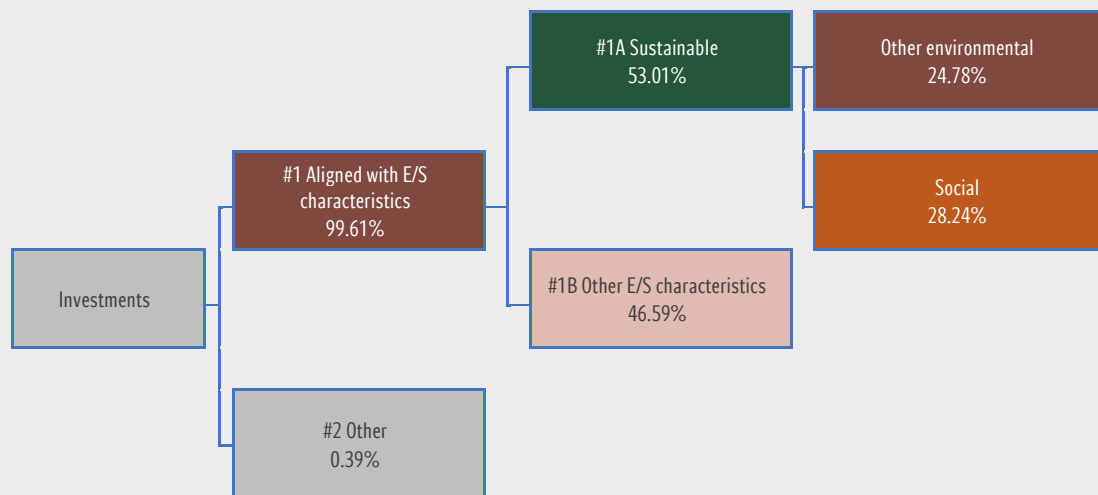 #1A Sustainable
53.01%
Other environmental
24.78%
#1 Aligned with E/S
characteristics
99.61%
Social
28.24%
Investments
#1B Other E/S characteristics
46.59%
#2 Other
0.39%